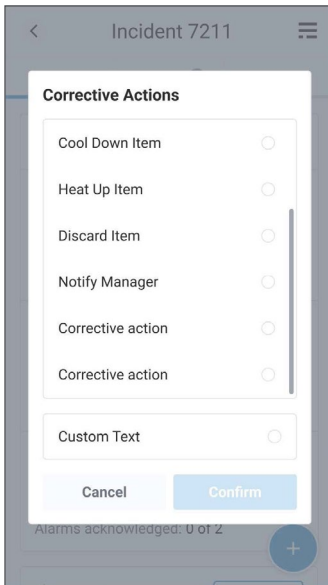 Incident 7211
Corrective Actions
Cool Down Item
Heat Up Item
Discard Item
Notify Manager
Corrective action
Corrective action
Custom Text
Cancel Confirm
Alarms acknowledged: 0 of 2